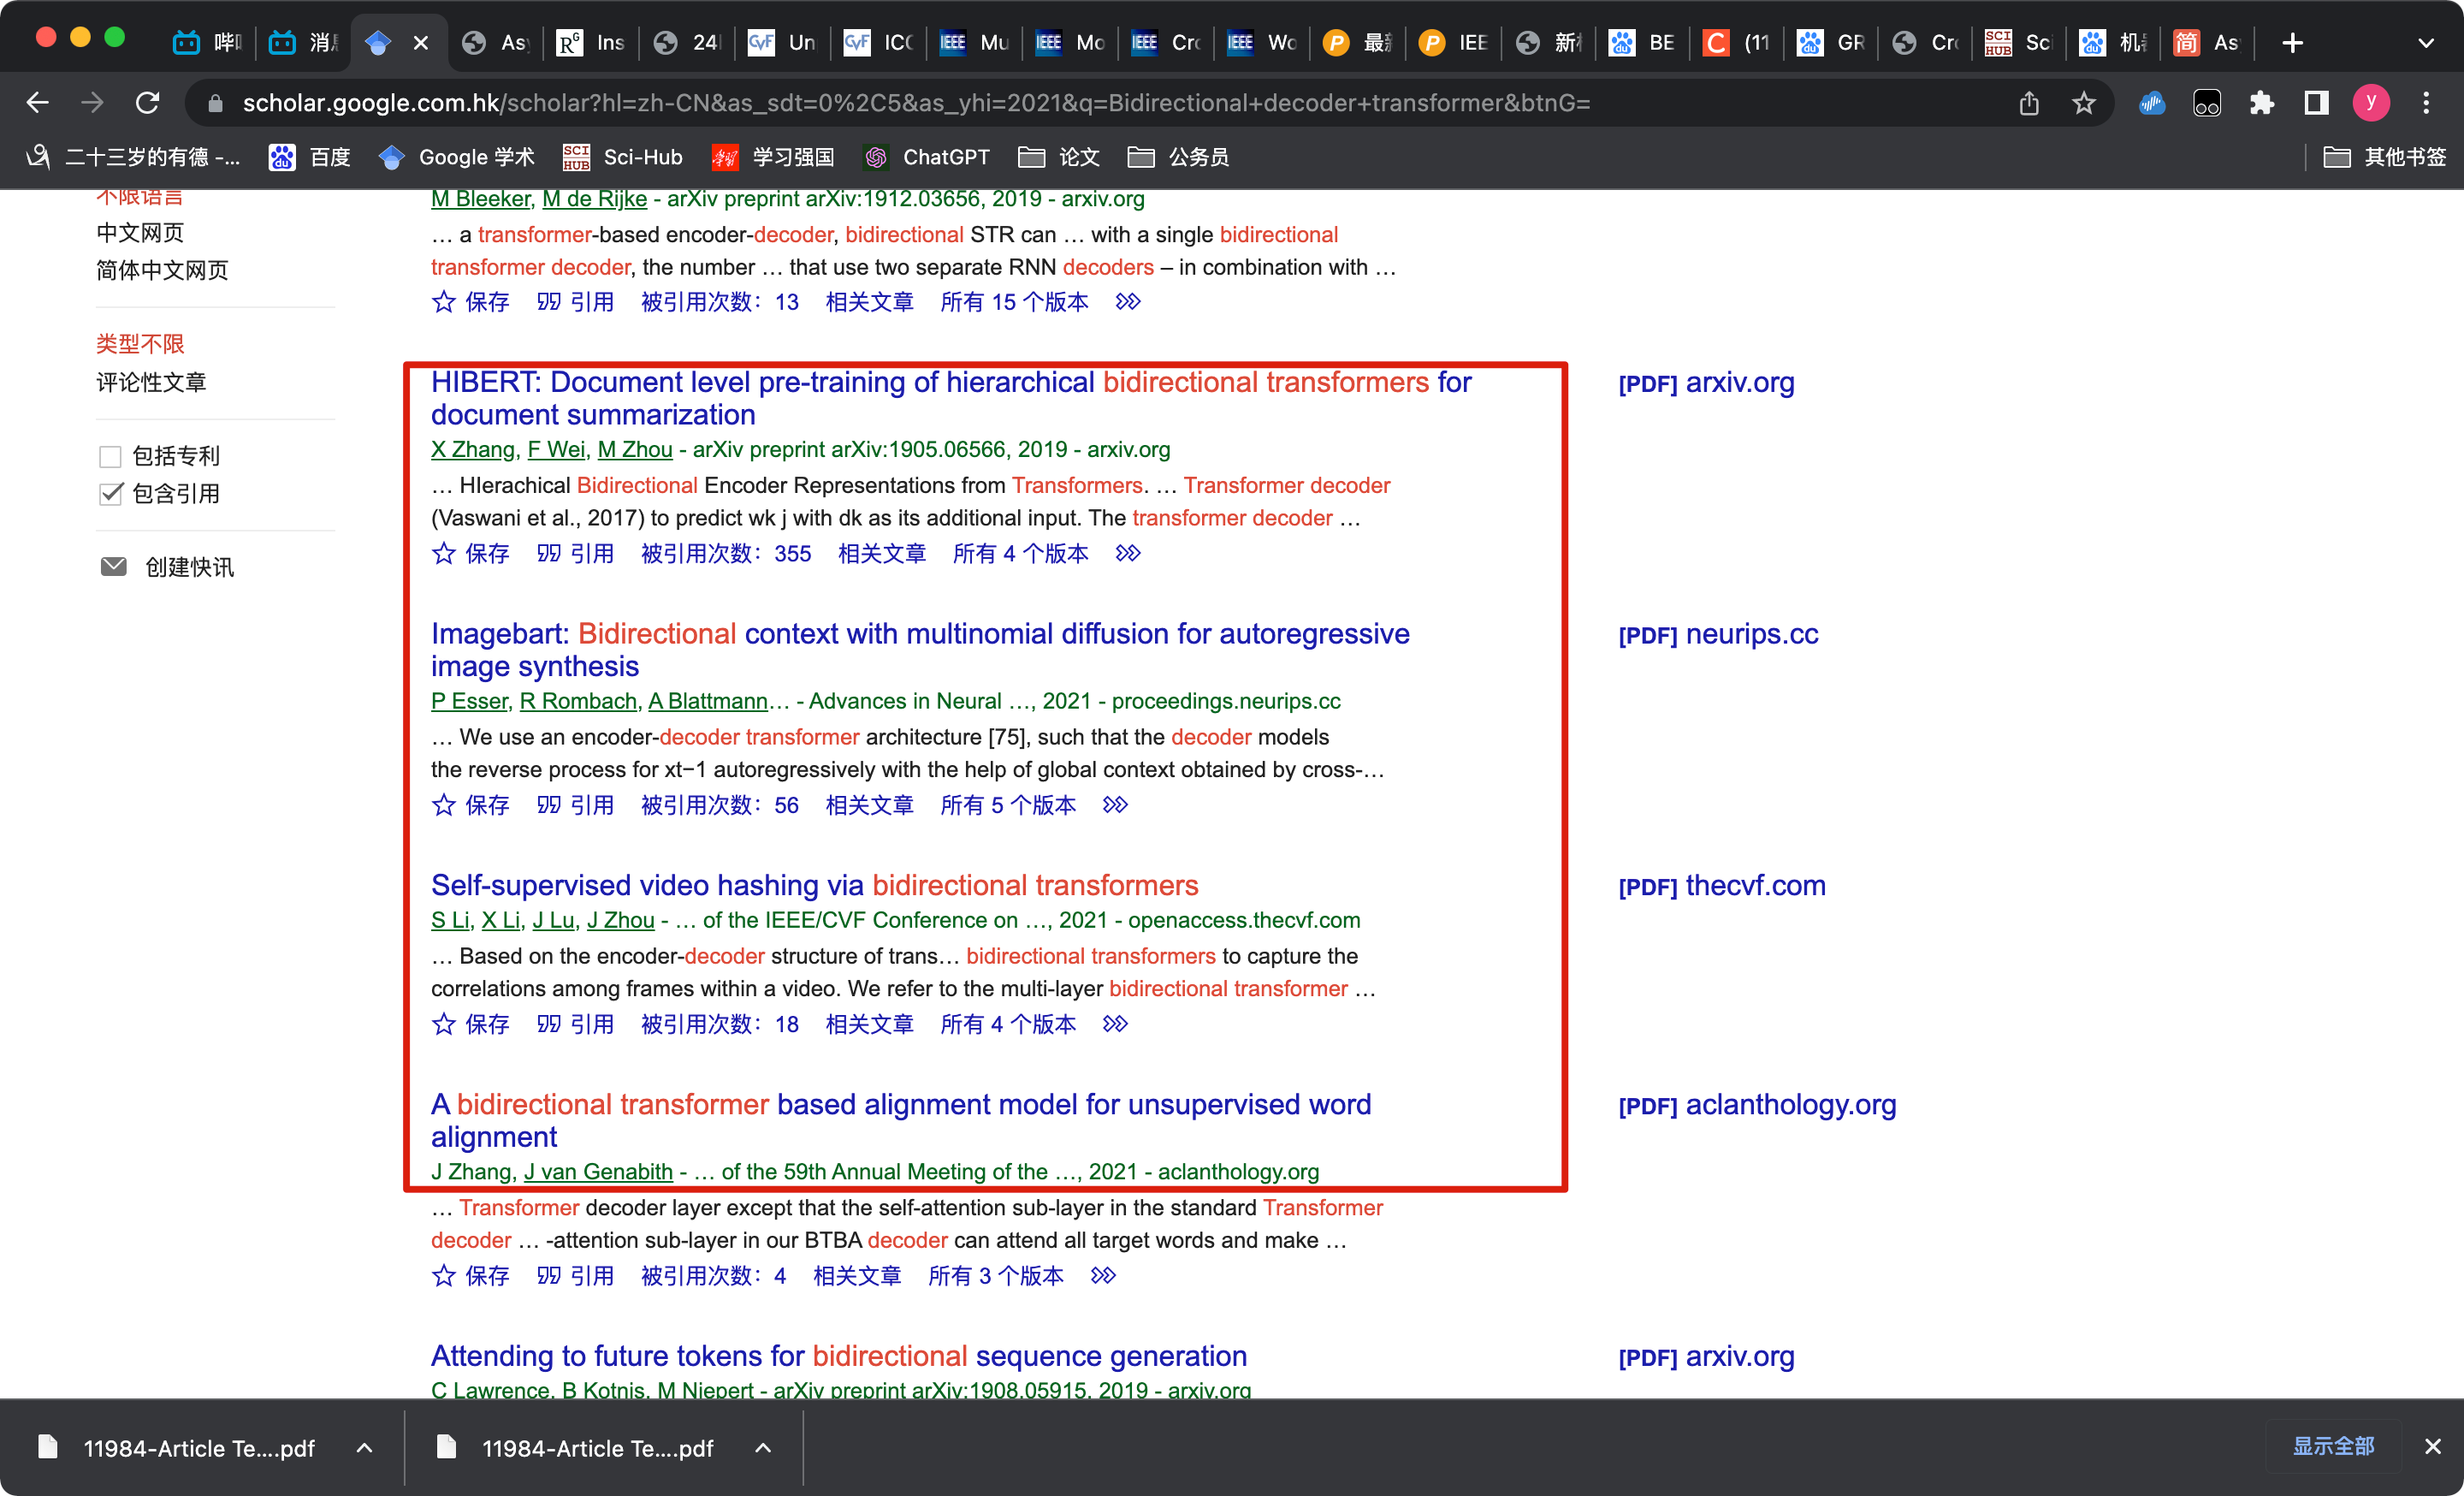 消
As
Ins
24
Un
ICC
Mu
Mo
Cro
Wo
最
IEE
新
BE
(11
GR
Cro
Sc
机
As
scholar.google.com.hk/scholar?hl=zh-CN&as_sdt=0%2C5&as_yhi=2021&q=Bidirectional+decoder+transformer&btnG=
y
二十三岁的有德 -...
百度
Google 学术
Sci-Hub
学习强国
ChatGPT
论文
公务员
其他书签
不限语言
中文网页
简体中文网页
类型不限
评论性文章
包括专利
包含引用
创建快讯
M Bleeker, M de Rijke - arXiv preprint arXiv:1912.03656, 2019 - arxiv.org
… a transformer-based encoder-decoder, bidirectional STR can … with a single bidirectional
transformer decoder, the number … that use two separate RNN decoders – in combination with …
保存 引用 被引用次数：13 相关文章 所有 15 个版本
HIBERT: Document level pre-training of hierarchical bidirectional transformers for
document summarization
[PDF] arxiv.org
X Zhang, F Wei, M Zhou - arXiv preprint arXiv:1905.06566, 2019 - arxiv.org
… HIerachical Bidirectional Encoder Representations from Transformers. … Transformer decoder
(Vaswani et al., 2017) to predict wk j with dk as its additional input. The transformer decoder …
保存 引用 被引用次数：355 相关文章 所有 4 个版本
Imagebart: Bidirectional context with multinomial diffusion for autoregressive
image synthesis
[PDF] neurips.cc
P Esser, R Rombach, A Blattmann… - Advances in Neural …, 2021 - proceedings.neurips.cc
… We use an encoder-decoder transformer architecture [75], such that the decoder models
the reverse process for xt−1 autoregressively with the help of global context obtained by cross-…
保存 引用 被引用次数：56 相关文章 所有 5 个版本
Self-supervised video hashing via bidirectional transformers
[PDF] thecvf.com
S Li, X Li, J Lu, J Zhou - … of the IEEE/CVF Conference on …, 2021 - openaccess.thecvf.com
… Based on the encoder-decoder structure of trans… bidirectional transformers to capture the
correlations among frames within a video. We refer to the multi-layer bidirectional transformer …
保存 引用 被引用次数：18 相关文章 所有 4 个版本
A bidirectional transformer based alignment model for unsupervised word
alignment
[PDF] aclanthology.org
J Zhang, J van Genabith - … of the 59th Annual Meeting of the …, 2021 - aclanthology.org
… Transformer decoder layer except that the self-attention sub-layer in the standard Transformer
decoder … -attention sub-layer in our BTBA decoder can attend all target words and make …
保存 引用 被引用次数：4 相关文章 所有 3 个版本
Attending to future tokens for bidirectional sequence generation
[PDF] arxiv.org
C Lawrence, B Kotnis, M Niepert - arXiv preprint arXiv:1908.05915, 2019 - arxiv.org
11984-Article Te....pdf
11984-Article Te....pdf
显示全部